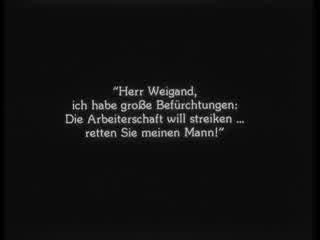 "Herr Weigand,
ich habe große Befürchtungen:
Die Arbeiterschaft will streiken ...
retten Sie meinen Mann!"